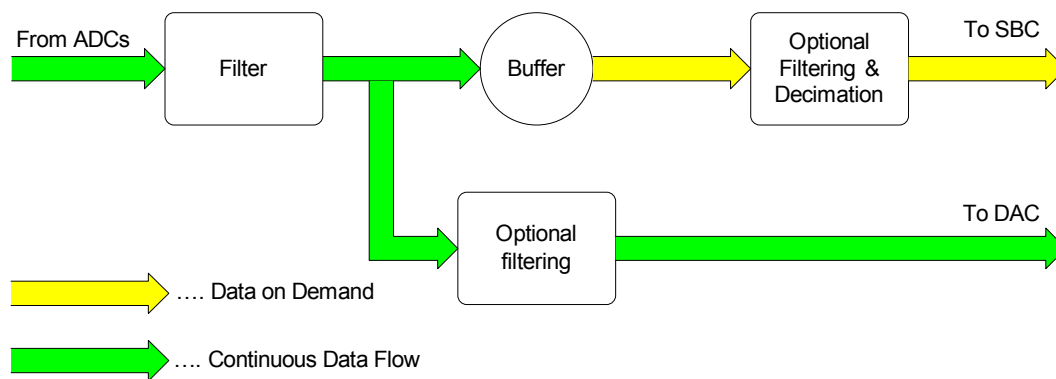 From ADCs
Filter
Buffer
Optional
Filtering &
Decimation
To SBC
Optional
filtering
To DAC
…. Data on Demand
…. Continuous Data Flow